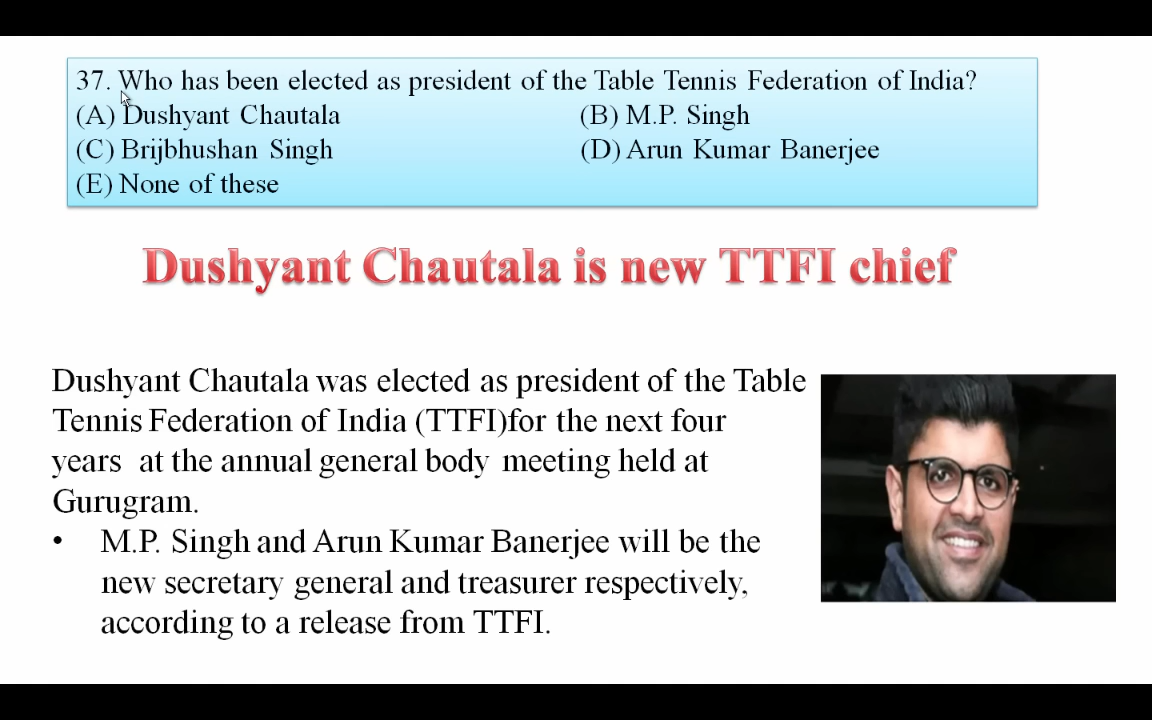 37. Who has been elected as president of the Table Tennis Federation of India?
(A) Dushyant Chautala (B) M.P. Singh
(C) Brijbhushan Singh (D) Arun Kumar Banerjee
(E) None of these
Dushyant Chautala is new TTFI chief
Dushyant Chautala was elected as president of the Table
Tennis Federation of India (TTFI)for the next four
years at the annual general body meeting held at
Gurugram.
• M.P. Singh and Arun Kumar Banerjee will be the
new secretary general and treasurer respectively,
according to a release from TTFI.